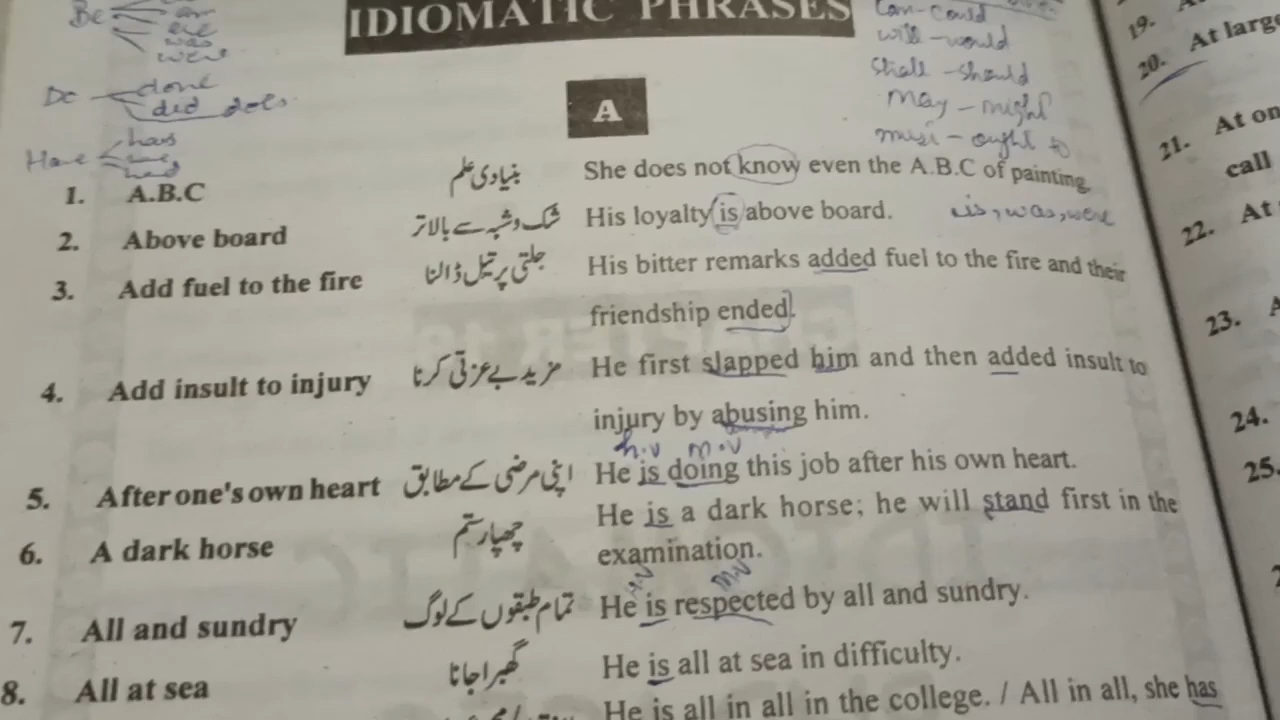 IDIOMATIC PHRASES
Be are was were
can-could
will-would
shall-should
may-might
must-ought to
Do done did does
Have has had
A
1. A.B.C بنیادی علم She does not know even the A.B.C of painting.
2. Above board شک و شبہ سے بالاتر His loyalty is above board. is, was, were
3. Add fuel to the fire جلتی پر تیل ڈالنا His bitter remarks added fuel to the fire and their
friendship ended.
4. Add insult to injury مزید بے عزتی کرنا He first slapped him and then added insult to
injury by abusing him.
h.v m.v
5. After one's own heart اپنی مرضی کے مطابق He is doing this job after his own heart.
6. A dark horse چھپا رستم He is a dark horse; he will stand first in the
examination.
H.V M.V
7. All and sundry تمام طبقوں کے لوگ He is respected by all and sundry.
8. All at sea گھبرا جانا He is all at sea in difficulty.
He is all in all in the college. / All in all, she has
19.
20. At large
21. At on
call
22. At
23. A
24.
25.